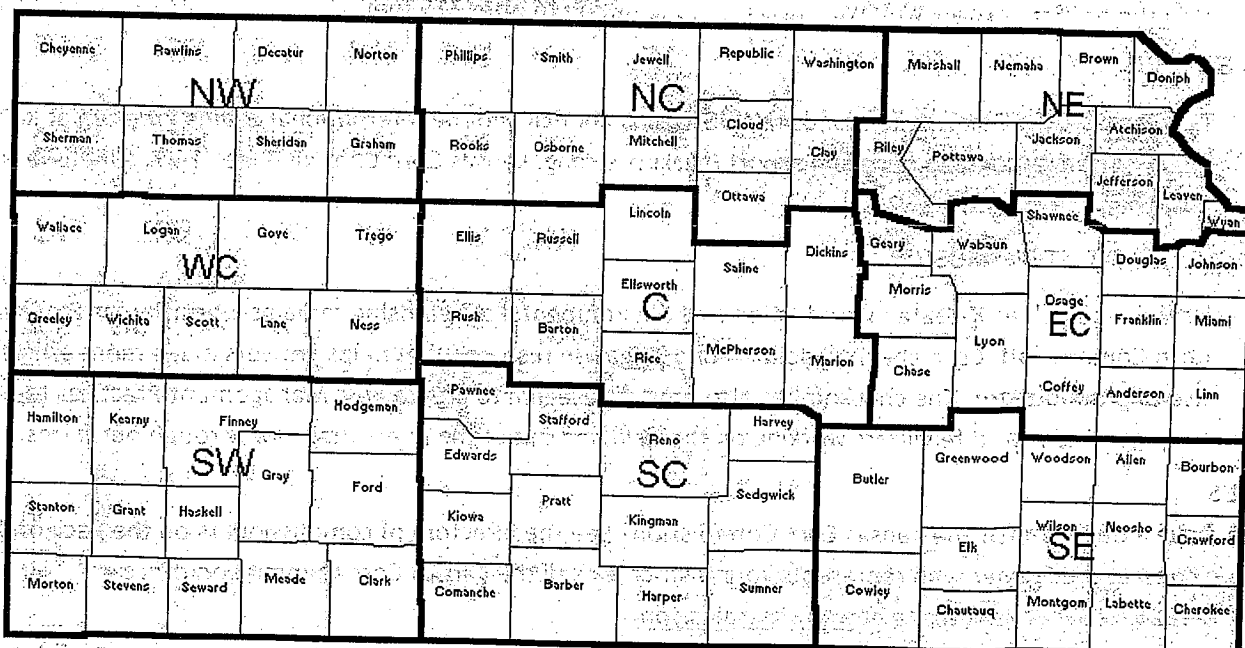 Cheyenne Rawlins Decatur Norton Phillips Smith Jewell Republic Washington Marshall Nemaha Brown Doniph
NW NC NE
Sherman Thomas Sheridan Graham Rooks Osborne Mitchell Cloud Clay Riley Pottawa Jackson Atchison
Jefferson Leaven
Wyan
Ottawa
Wallace Logan Gove Trego Ellis Russell Lincoln Dickins Geary Wabaun Shawnee
WC
Saline
Douglas Johnson
Ellsworth
C
Morris
Osage
EC
Greeley Wichita Scott Lane Ness Rush Barton Rice McPherson Marion Chase Lyon Franklin Miami
Coffey Anderson Linn
Hamilton Kearny Finney Hodgeman Pawnee Stafford Reno Harvey
SW SC
Gray Ford Edwards Sedgwick Butler Greenwood Woodson Allen Bourbon
Stanton Grant Haskell Kiowa Pratt Kingman Elk Wilson Neosho Crawford
SE
Morton Stevens Seward Meade Clark Comanche Barber Harper Sumner Cowley Chautauq Montgom Labette Cherokee